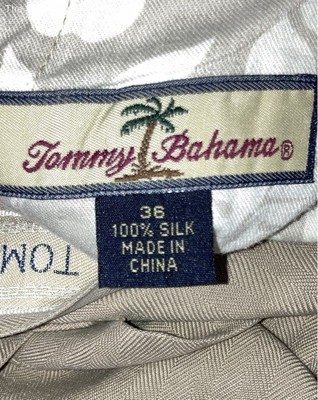 Tommy Bahama®
36
100% SILK
MADE IN
CHINA
TOM